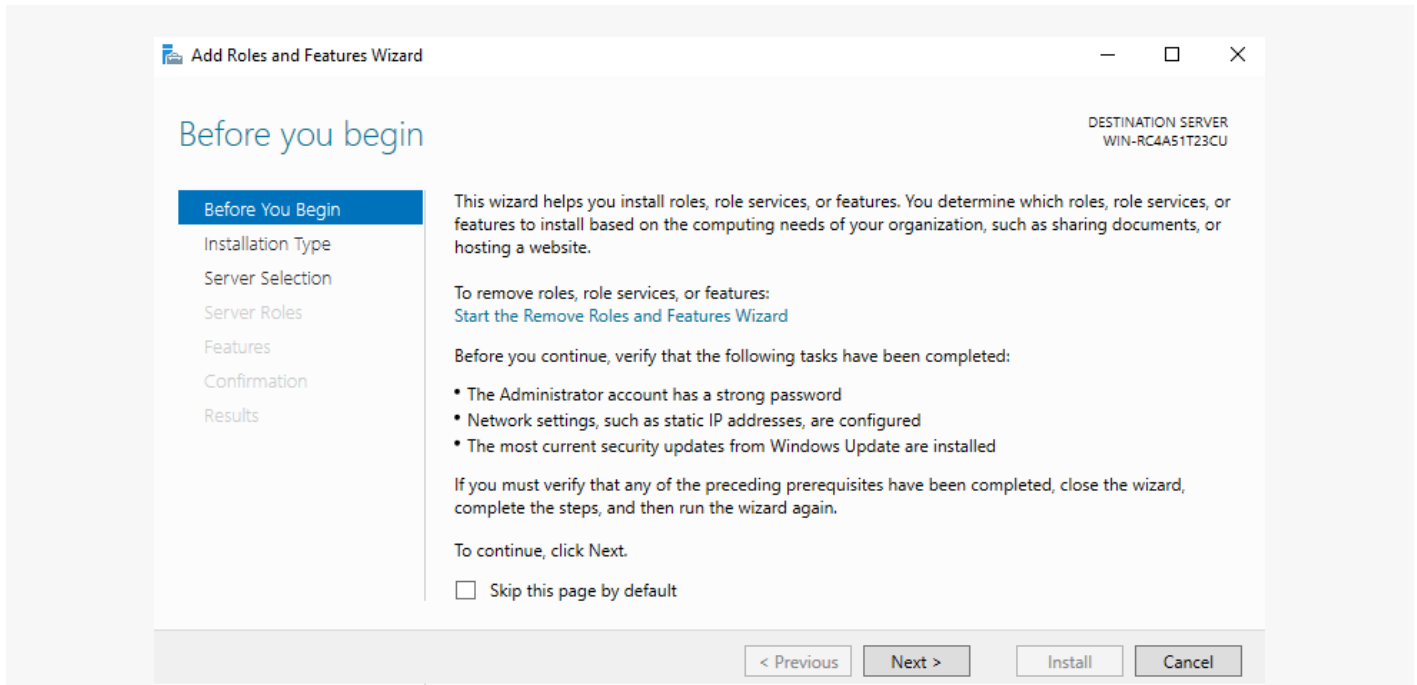 Add Roles and Features Wizard
Before you begin
DESTINATION SERVER
WIN-RC4A51T23CU
Before You Begin
Installation Type
Server Selection
Server Roles
Features
Confirmation
Results
This wizard helps you install roles, role services, or features. You determine which roles, role services, or
features to install based on the computing needs of your organization, such as sharing documents, or
hosting a website.
To remove roles, role services, or features:
Start the Remove Roles and Features Wizard
Before you continue, verify that the following tasks have been completed:
• The Administrator account has a strong password
• Network settings, such as static IP addresses, are configured
• The most current security updates from Windows Update are installed
If you must verify that any of the preceding prerequisites have been completed, close the wizard,
complete the steps, and then run the wizard again.
To continue, click Next.
Skip this page by default
< Previous
Next >
Install
Cancel